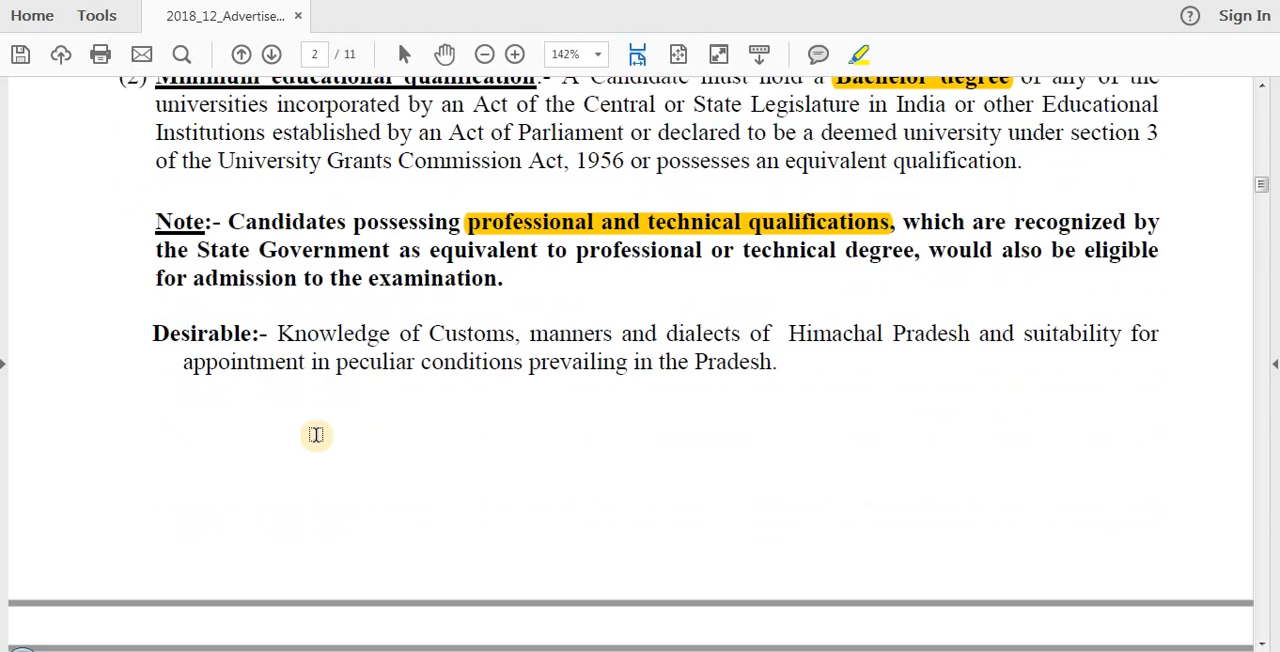 Home Tools 2018_12_Advertise... × ? Sign In
2 / 11 142%
(2) Minimum educational qualification:- A Candidate must hold a Bachelor degree of any of the
universities incorporated by an Act of the Central or State Legislature in India or other Educational
Institutions established by an Act of Parliament or declared to be a deemed university under section 3
of the University Grants Commission Act, 1956 or possesses an equivalent qualification.
Note:- Candidates possessing professional and technical qualifications, which are recognized by
the State Government as equivalent to professional or technical degree, would also be eligible
for admission to the examination.
Desirable:- Knowledge of Customs, manners and dialects of Himachal Pradesh and suitability for
appointment in peculiar conditions prevailing in the Pradesh.